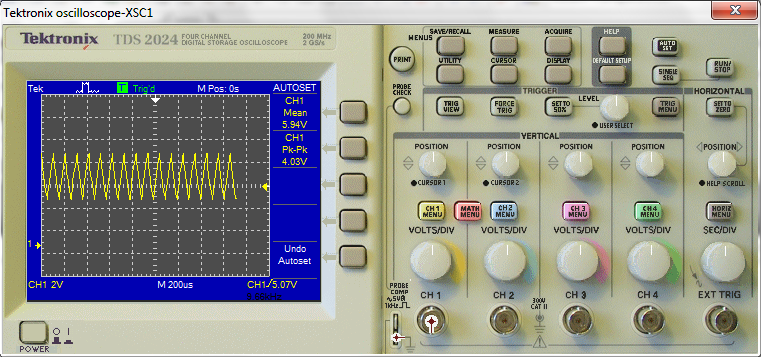 Tektronix oscilloscope-XSC1
Tektronix TDS 2024 FOUR CHANNEL DIGITAL STORAGE OSCILLOSCOPE 200 MHz 2 GS/s
Tek T Trig'd M Pos: 0s AUTOSET
CH1
Mean
5.94V
CH1
Pk-Pk
4.03V
1
Undo
Autoset
CH1 2V M 200us CH1/5.07V
POWER
MENUS
SAVE/RECALL MEASURE ACQUIRE HELP
UTILITY CURSOR DISPLAY DEFAULT SETUP
AUTO SET
SINGLE SEQ
RUN/STOP
PRINT
PROBE CHECK
TRIGGER
TRIG VIEW
FORCE TRIG
SET TO 50%
LEVEL
USER SELECT
TRIG MENU
HORIZONTAL
SET TO ZERO
VERTICAL
POSITION POSITION POSITION POSITION POSITION
CURSOR 1 CURSOR 2 HELP/SCROLL
CH 1 MENU
MATH MENU
CH 2 MENU
CH 3 MENU
CH 4 MENU
HORIZ MENU
VOLTS/DIV VOLTS/DIV VOLTS/DIV VOLTS/DIV SEC/DIV
PROBE COMP
~5V
1kHz
CH 1 CH 2 CH 3 CH 4 EXT TRIG
300V
CAT II